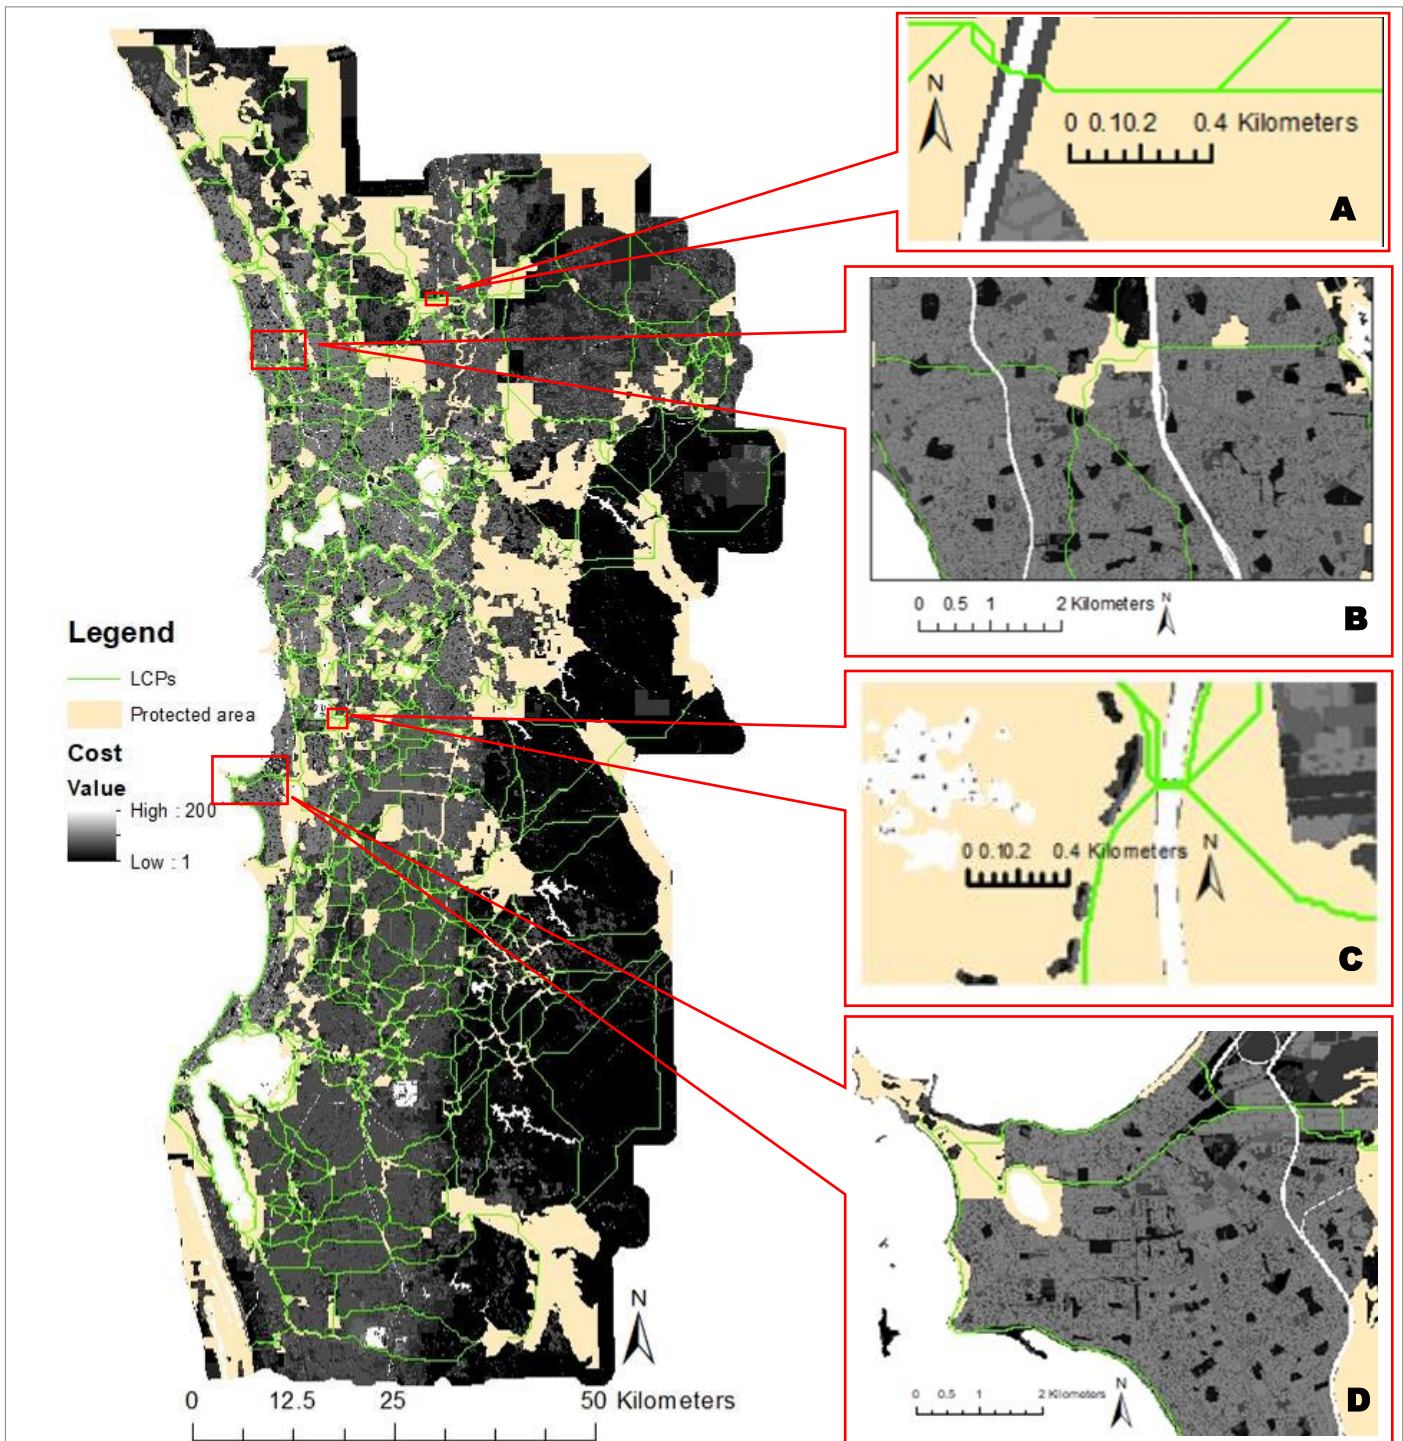 N
0 0.10.2 0.4 Kilometers
A
0 0.5 1 2 Kilometers N
B
Legend
LCPs
Protected area
Cost
Value
High : 200
Low : 1
N
0 0.10.2 0.4 Kilometers
C
N
0 12.5 25 50 Kilometers
0 0.5 1 2 Kilometers N
D